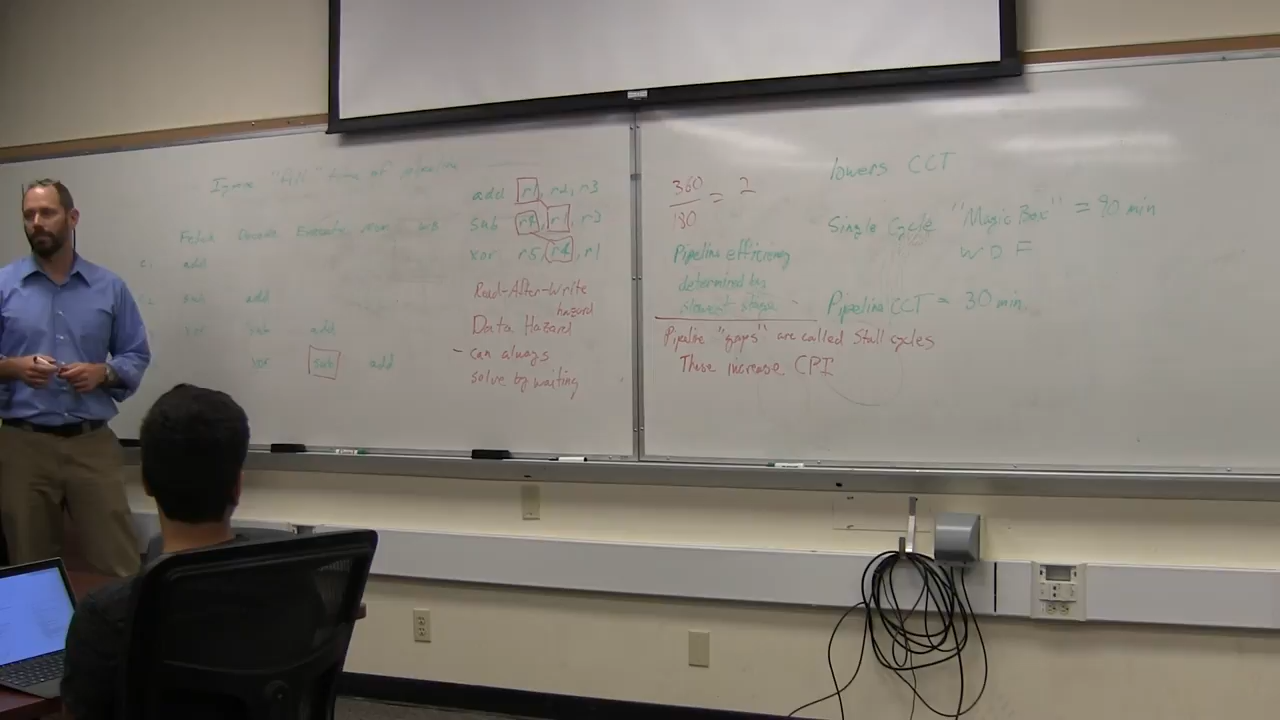 Ignore "fill" time of pipeline
Fetch Decode Execute Mem WB
c1 add
sub add
xor sub add
xor sub add
add r1, r2, r3
sub r4, r1, r3
xor r5, r4, r1
Read-After-Write
hazard
Data Hazard
- can always
solve by waiting
360
180
= 2
Pipeline efficiency
determined by
slowest stage
Pipeline "gaps" are called Stall cycles
These increase CPI
lowers CCT
Single Cycle "Magic Box" = 90 min
W D F
Pipeline CCT = 30 min.